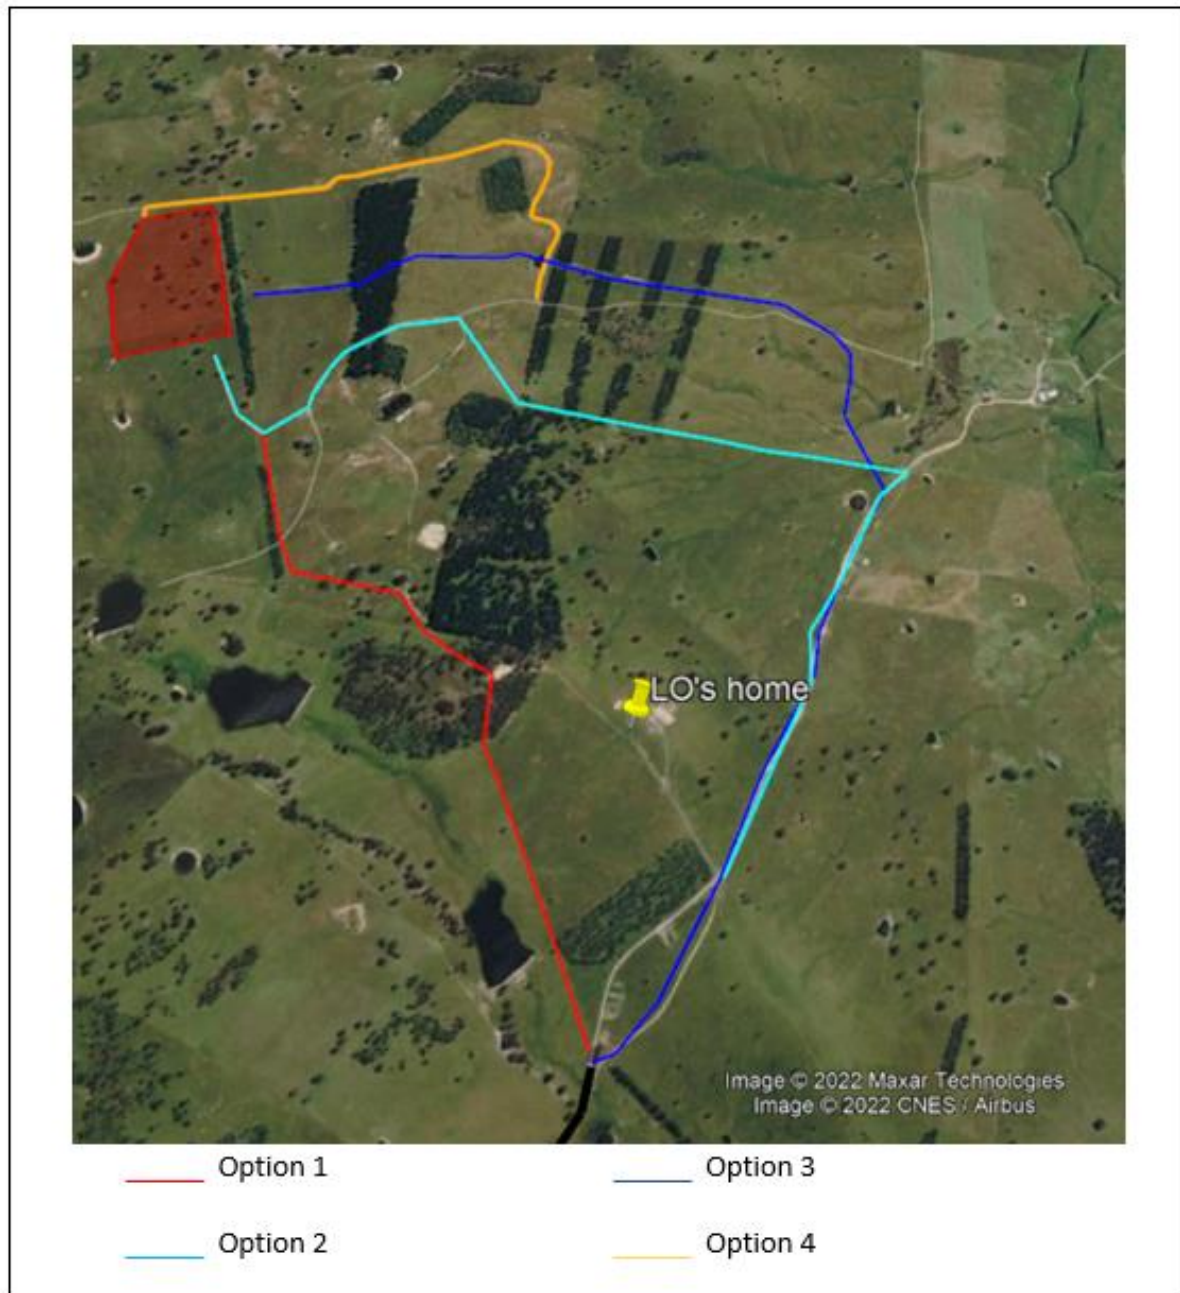 LO's home
Image © 2022 Maxar Technologies
Image © 2022 CNES / Airbus
Option 1
Option 3
Option 2
Option 4